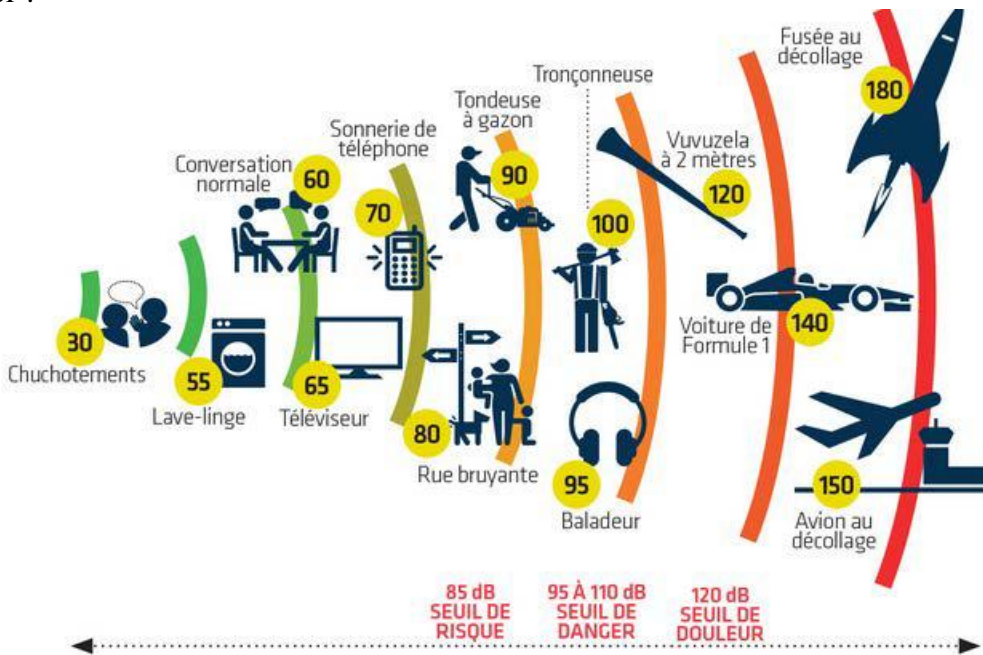 Fusée au
décollage
180
Tronçonneuse
Tondeuse
à gazon
90
Sonnerie de
téléphone
70
Vuvuzela
à 2 mètres
120
Conversation
normale
60
100
30
Chuchotements
55
Lave-linge
65
Téléviseur
80
Rue bruyante
95
Baladeur
Voiture de
Formule 1
140
150
Avion au
décollage
85 dB
SEUIL DE
RISQUE
95 À 110 dB
SEUIL DE
DANGER
120 dB
SEUIL DE
DOULEUR